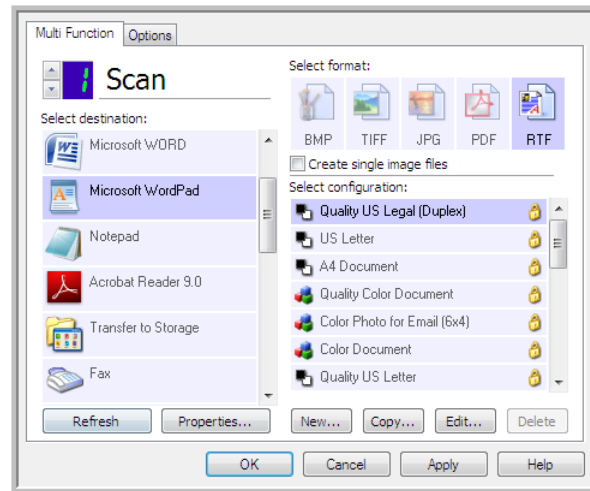 Multi Function
Options
1
Scan
Select destination:
Microsoft WORD
Microsoft WordPad
Notepad
Acrobat Reader 9.0
Transfer to Storage
Fax
Refresh
Properties...
Select format:
BMP TIFF JPG PDF RTF
Create single image files
Select configuration:
Quality US Legal (Duplex)
US Letter
A4 Document
Quality Color Document
Color Photo for Email (6x4)
Color Document
Quality US Letter
New... Copy... Edit... Delete
OK Cancel Apply Help